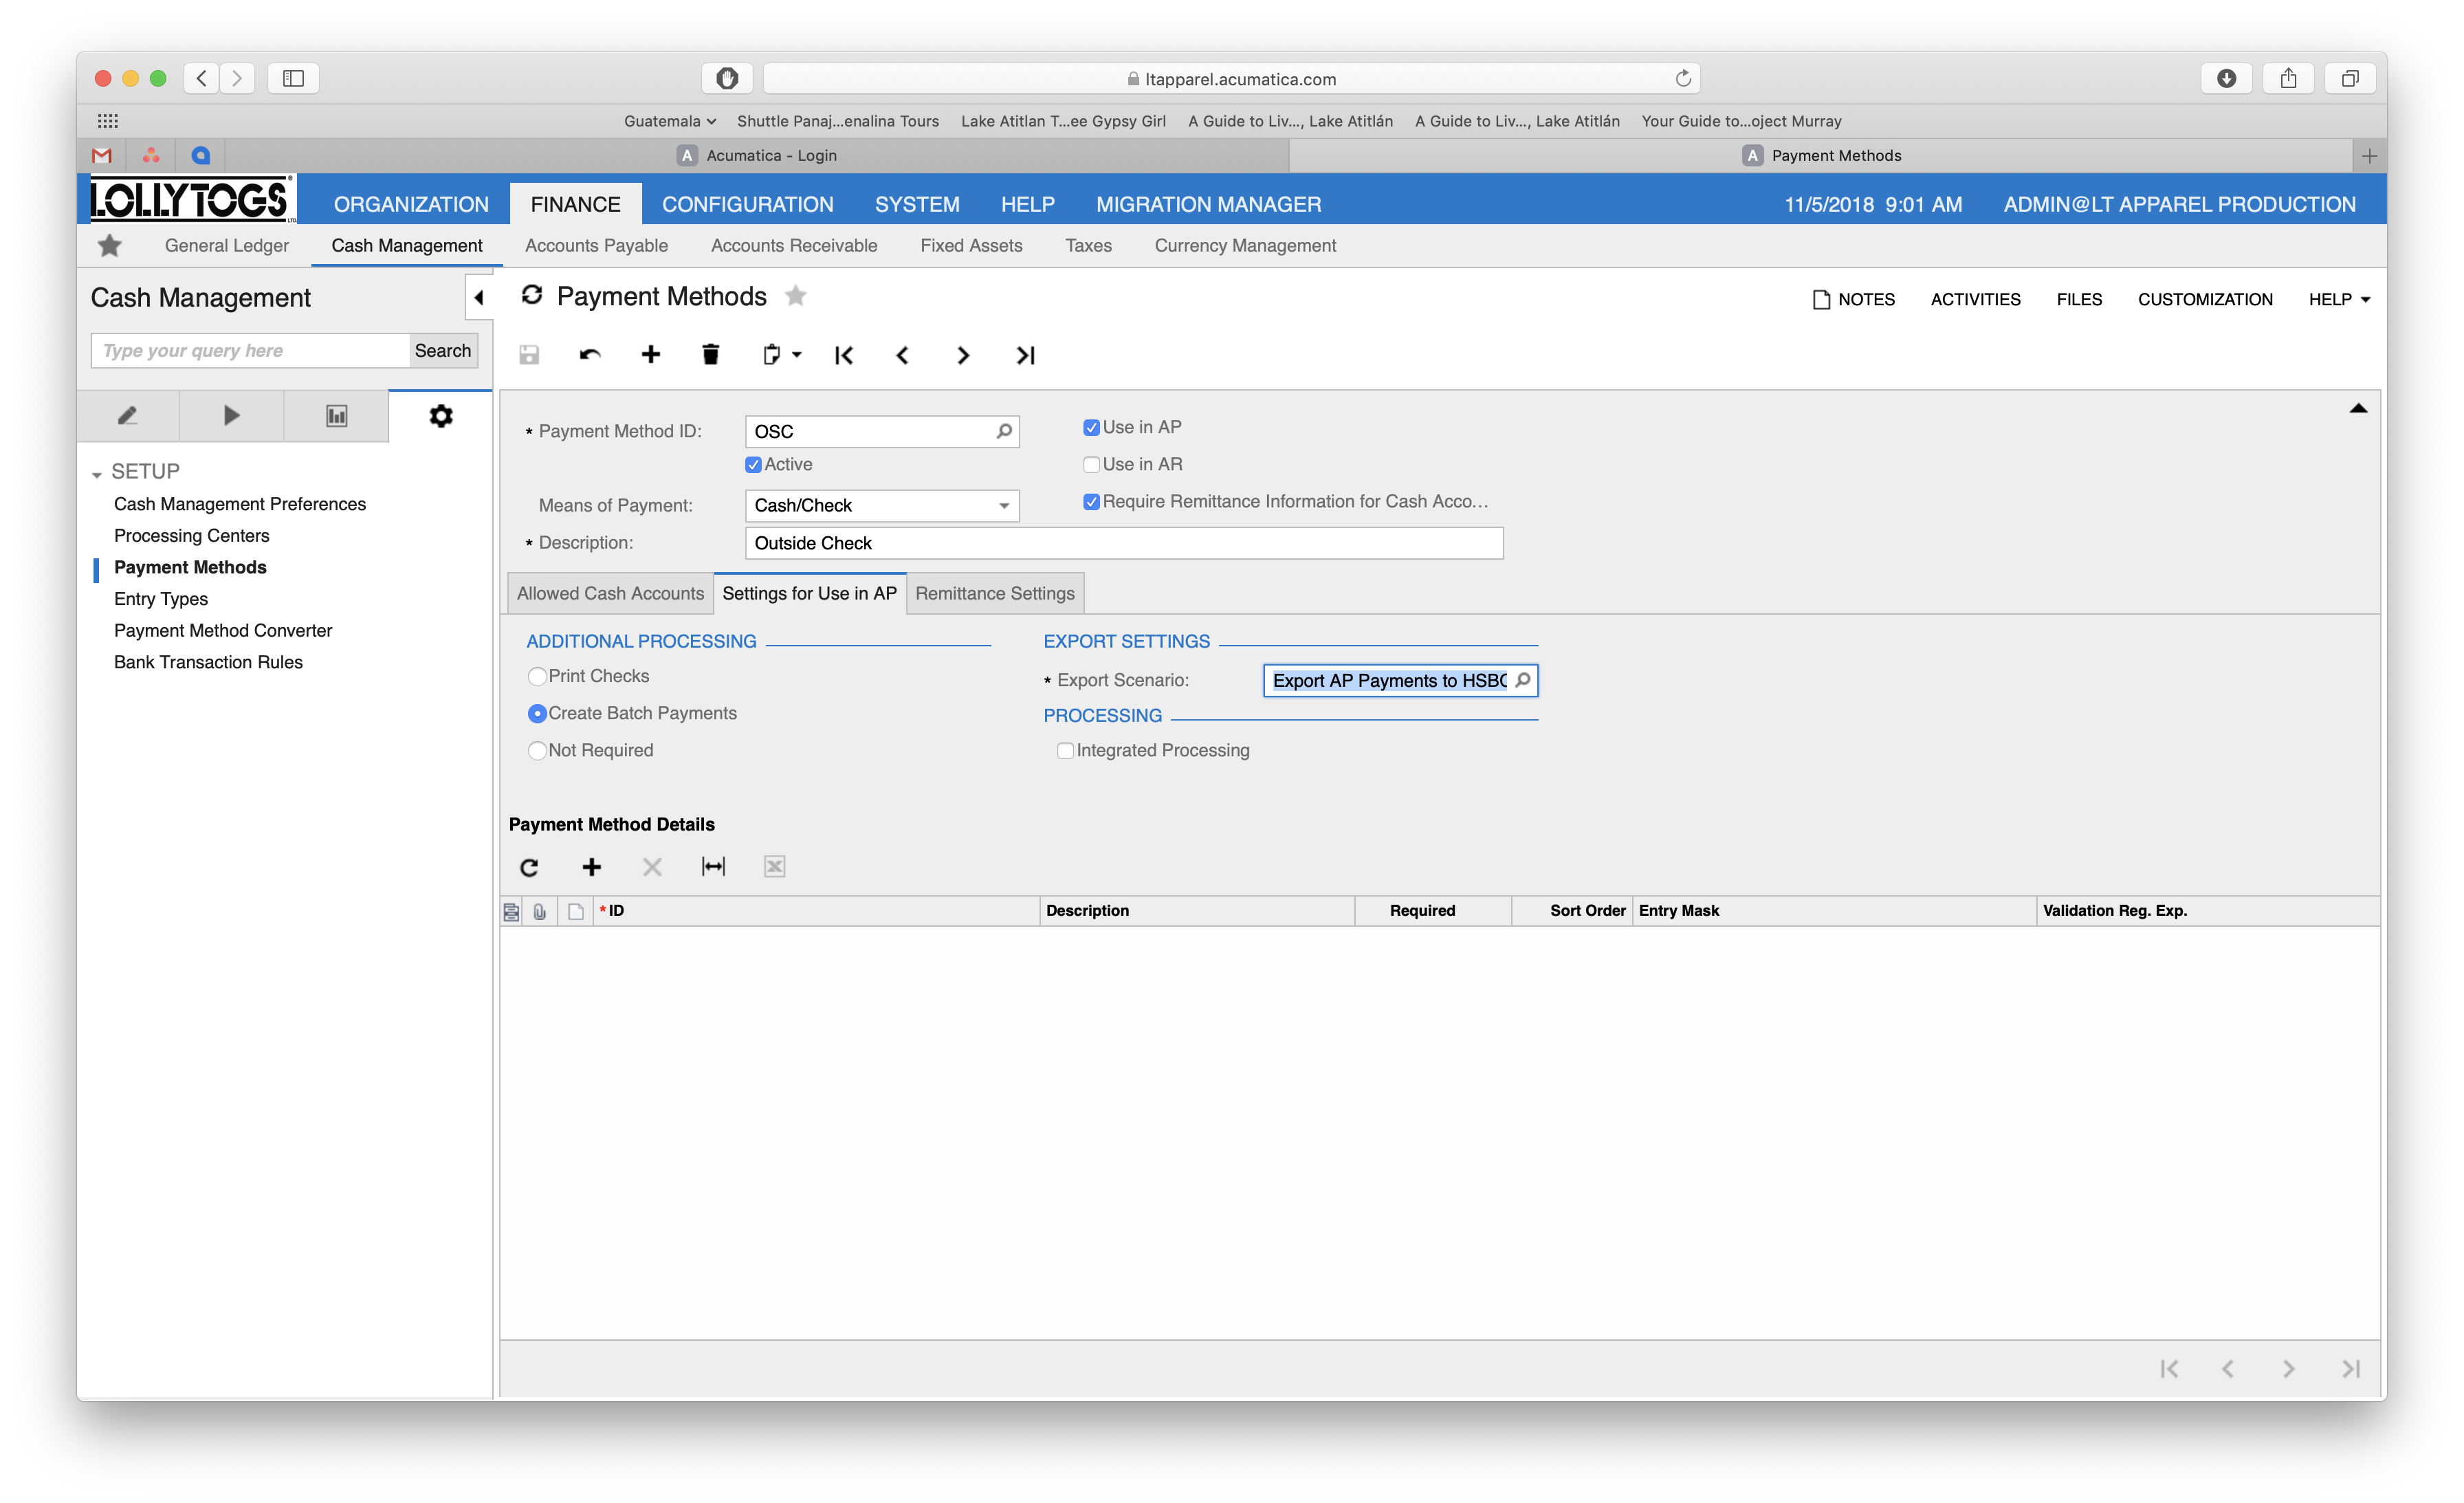 ltapparel.acumatica.com
Guatemala Shuttle Panaj...enalina Tours Lake Atitlan T...ee Gypsy Girl A Guide to Liv..., Lake Atitlán A Guide to Liv..., Lake Atitlán Your Guide to...oject Murray
A Acumatica - Login A Payment Methods
LOLLYTOGS LTD. ® ORGANIZATION FINANCE CONFIGURATION SYSTEM HELP MIGRATION MANAGER 11/5/2018 9:01 AM ADMIN@LT APPAREL PRODUCTION
General Ledger Cash Management Accounts Payable Accounts Receivable Fixed Assets Taxes Currency Management
Cash Management
Payment Methods NOTES ACTIVITIES FILES CUSTOMIZATION HELP
Type your query here Search
SETUP
Cash Management Preferences
Processing Centers
Payment Methods
Entry Types
Payment Method Converter
Bank Transaction Rules
* Payment Method ID: OSC Use in AP
Active Use in AR
Means of Payment: Cash/Check Require Remittance Information for Cash Acco...
* Description: Outside Check
Allowed Cash Accounts Settings for Use in AP Remittance Settings
ADDITIONAL PROCESSING EXPORT SETTINGS
Print Checks * Export Scenario: Export AP Payments to HSBC
Create Batch Payments PROCESSING
Not Required Integrated Processing
Payment Method Details
* ID Description Required Sort Order Entry Mask Validation Reg. Exp.